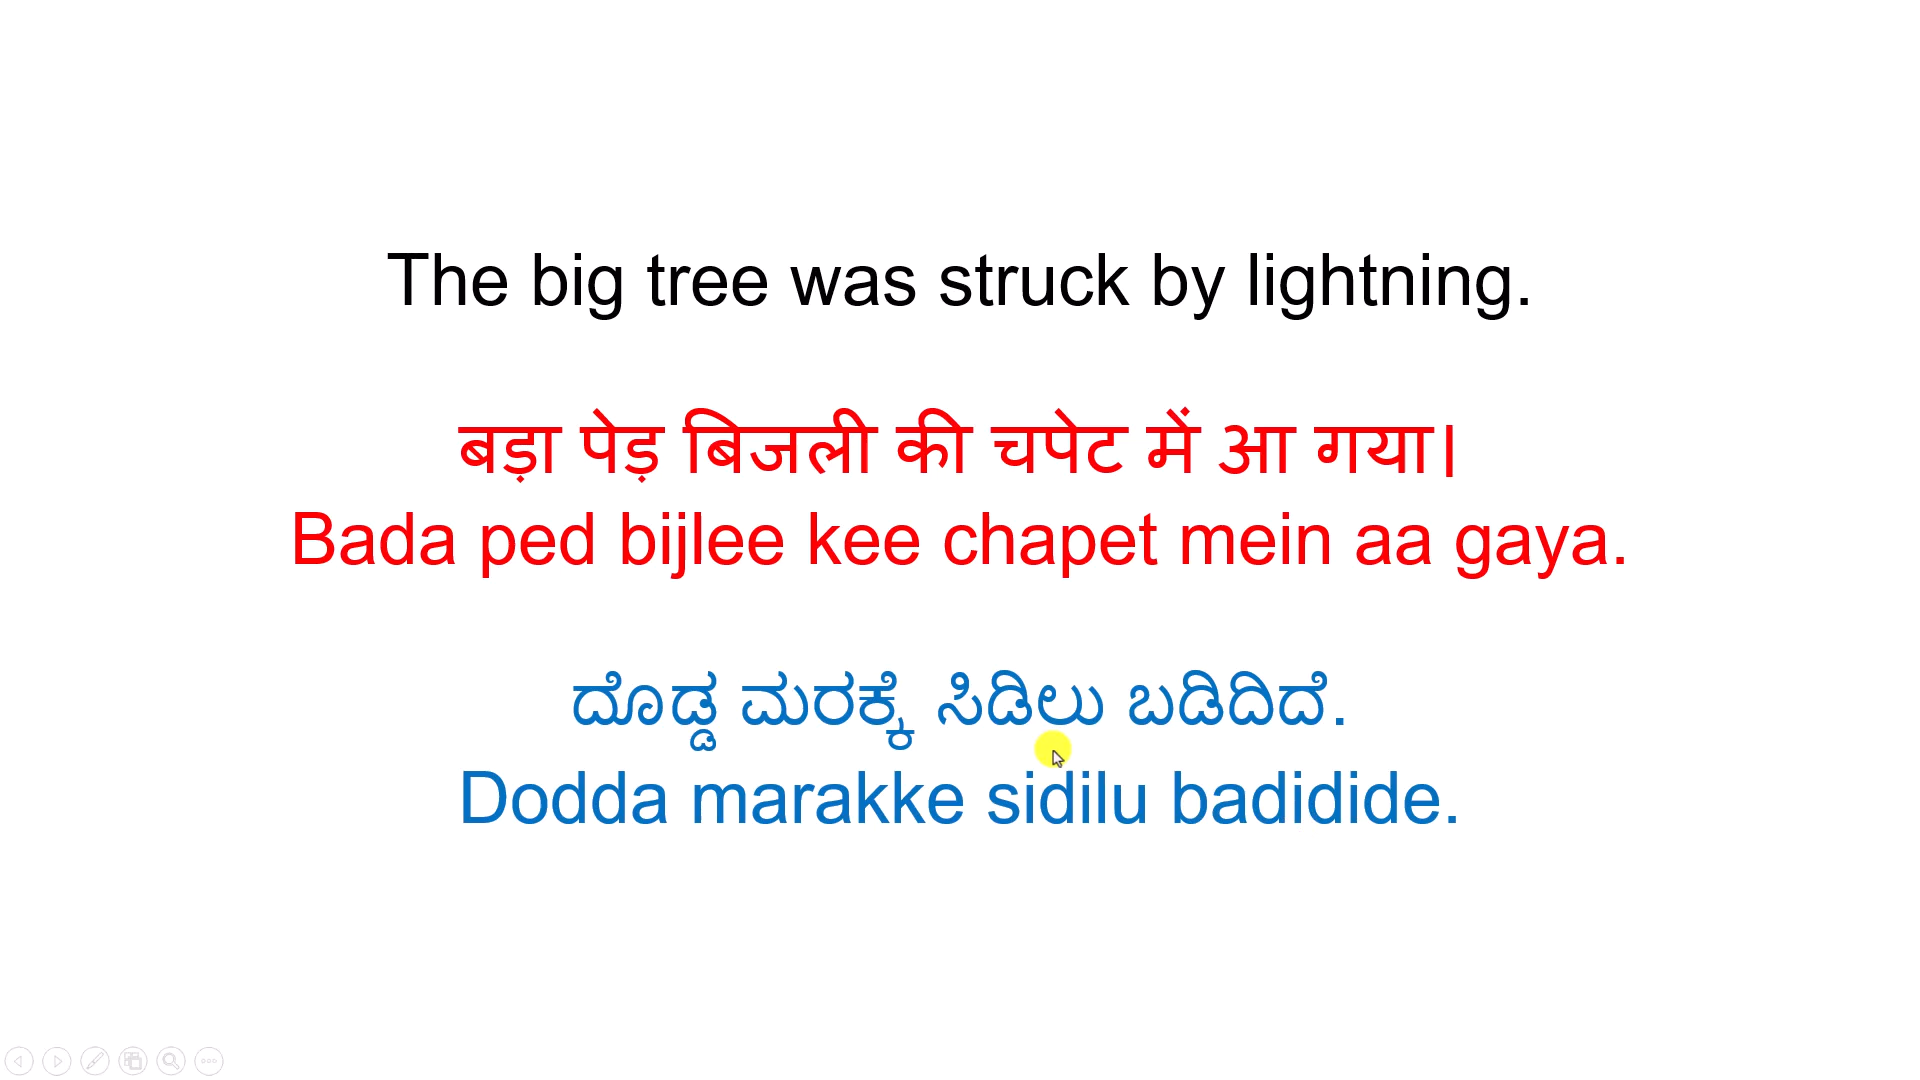 The big tree was struck by lightning.
बड़ा पेड़ बिजली की चपेट में आ गया।
Bada ped bijlee kee chapet mein aa gaya.
ದೊಡ್ಡ ಮರಕ್ಕೆ ಸಿಡಿಲು ಬಡಿದಿದೆ.
Dodda marakke sidilu badidide.